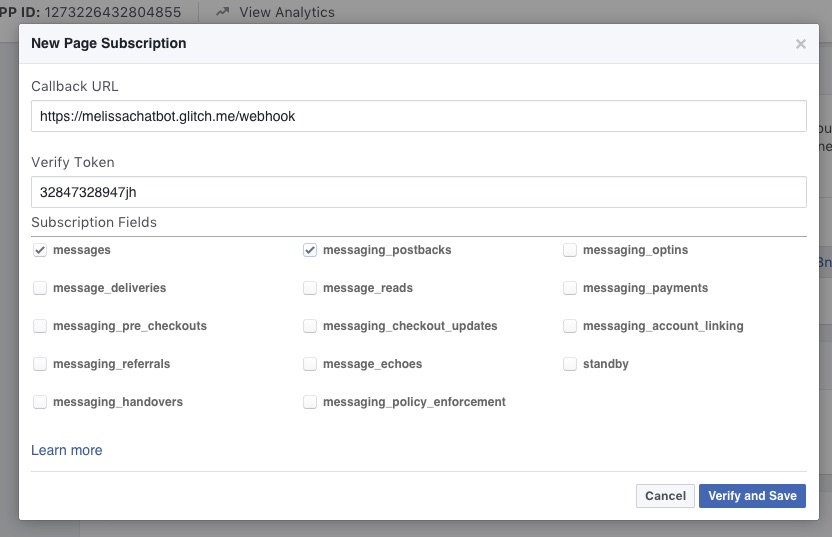 PP ID: 1273226432804855 View Analytics
New Page Subscription
Callback URL
https://melissachatbot.glitch.me/webhook
Verify Token
32847328947jh
Subscription Fields
messages messaging_postbacks messaging_optins
message_deliveries message_reads messaging_payments
messaging_pre_checkouts messaging_checkout_updates messaging_account_linking
messaging_referrals message_echoes standby
messaging_handovers messaging_policy_enforcement
Learn more
Cancel Verify and Save